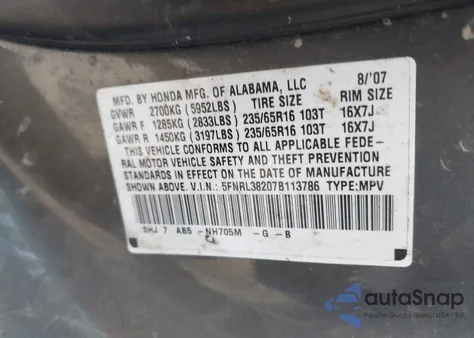 MFD. BY HONDA MFG. OF ALABAMA, LLC 8/'07
GVWR 2700KG (5952LBS) TIRE SIZE RIM SIZE
GAWR F 1285KG (2833LBS) 235/65R16 103T 16X7J
GAWR R 1450KG (3197LBS) 235/65R16 103T 16X7J
THIS VEHICLE CONFORMS TO ALL APPLICABLE FEDE-
RAL MOTOR VEHICLE SAFETY AND THEFT PREVENTION
STANDARDS IN EFFECT ON THE DATE OF MANUFACTURE
SHOWN ABOVE. V.I.N.: 5FNRL38207B113786 TYPE:MPV
SHJ 7 AB5 -NH705M -G -B
autoSnap